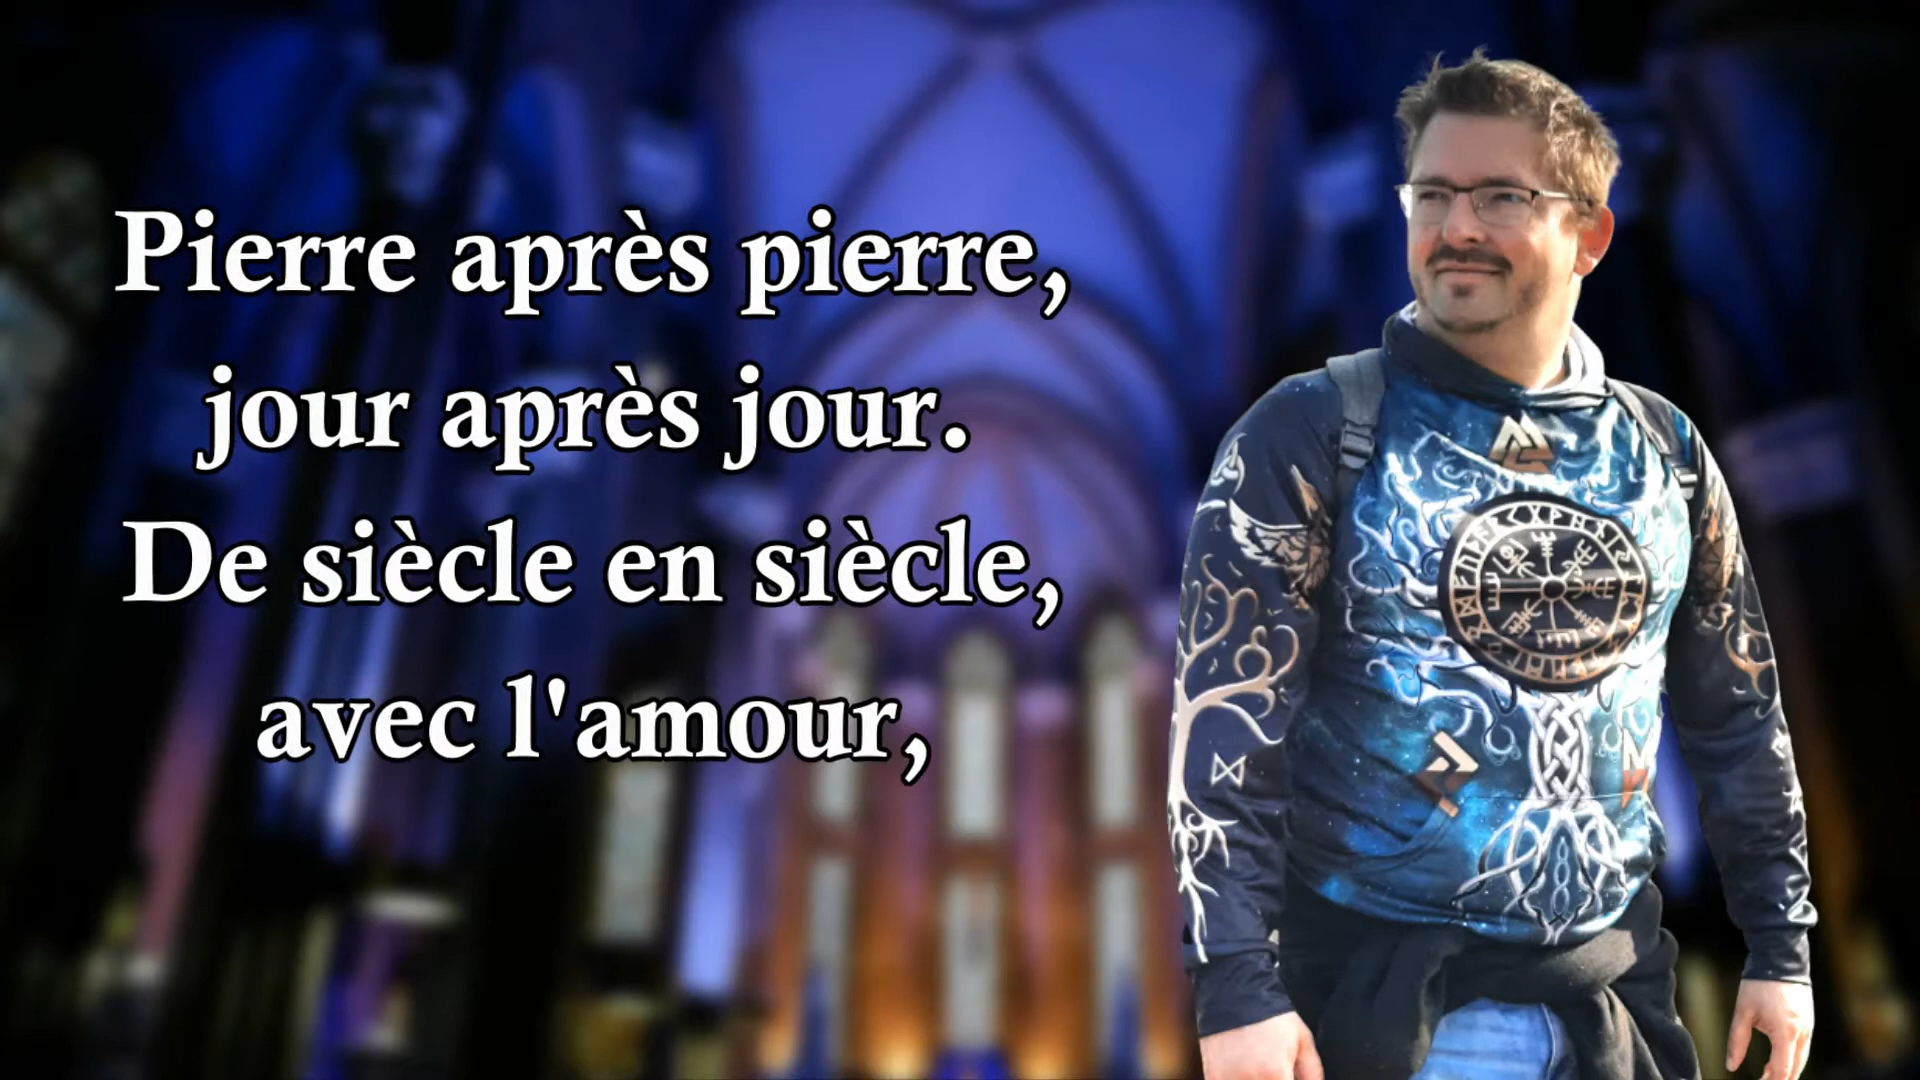 Pierre après pierre,
jour après jour.
De siècle en siècle,
avec l'amour,